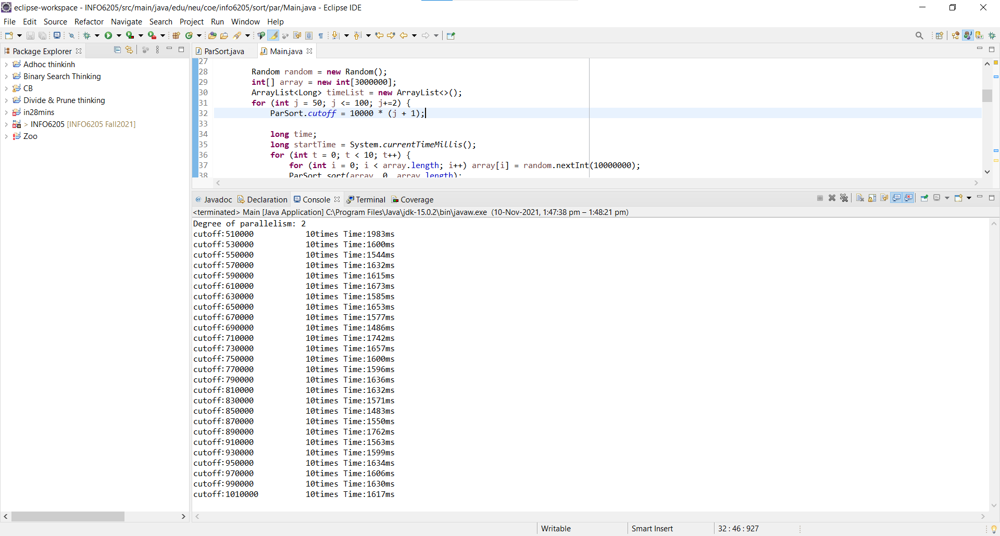 eclipse-workspace - INFO6205/src/main/java/edu/neu/coe/info6205/sort/par/Main.java - Eclipse IDE
File Edit Source Refactor Navigate Search Project Run Window Help
Package Explorer
Adhoc thinkinh
Binary Search Thinking
CB
Divide & Prune thinking
in28mins
> INFO6205 [INFO6205 Fall2021]
Zoo
ParSort.java Main.java
27
28 Random random = new Random();
29 int[] array = new int[3000000];
30 ArrayList<Long> timeList = new ArrayList<>();
31 for (int j = 50; j <= 100; j+=2) {
32 ParSort.cutoff = 10000 * (j + 1);
33
34 long time;
35 long startTime = System.currentTimeMillis();
36 for (int t = 0; t < 10; t++) {
37 for (int i = 0; i < array.length; i++) array[i] = random.nextInt(10000000);
38 ParSort.sort(array, 0, array.length);
@ Javadoc Declaration Console Terminal Coverage
<terminated> Main [Java Application] C:\Program Files\Java\jdk-15.0.2\bin\javaw.exe (10-Nov-2021, 1:47:38 pm – 1:48:21 pm)
Degree of parallelism: 2
cutoff:510000 10times Time:1983ms
cutoff:530000 10times Time:1600ms
cutoff:550000 10times Time:1544ms
cutoff:570000 10times Time:1632ms
cutoff:590000 10times Time:1615ms
cutoff:610000 10times Time:1673ms
cutoff:630000 10times Time:1585ms
cutoff:650000 10times Time:1653ms
cutoff:670000 10times Time:1577ms
cutoff:690000 10times Time:1486ms
cutoff:710000 10times Time:1742ms
cutoff:730000 10times Time:1657ms
cutoff:750000 10times Time:1600ms
cutoff:770000 10times Time:1596ms
cutoff:790000 10times Time:1636ms
cutoff:810000 10times Time:1632ms
cutoff:830000 10times Time:1571ms
cutoff:850000 10times Time:1483ms
cutoff:870000 10times Time:1550ms
cutoff:890000 10times Time:1762ms
cutoff:910000 10times Time:1563ms
cutoff:930000 10times Time:1599ms
cutoff:950000 10times Time:1634ms
cutoff:970000 10times Time:1606ms
cutoff:990000 10times Time:1630ms
cutoff:1010000 10times Time:1617ms
Writable Smart Insert 32 : 46 : 927